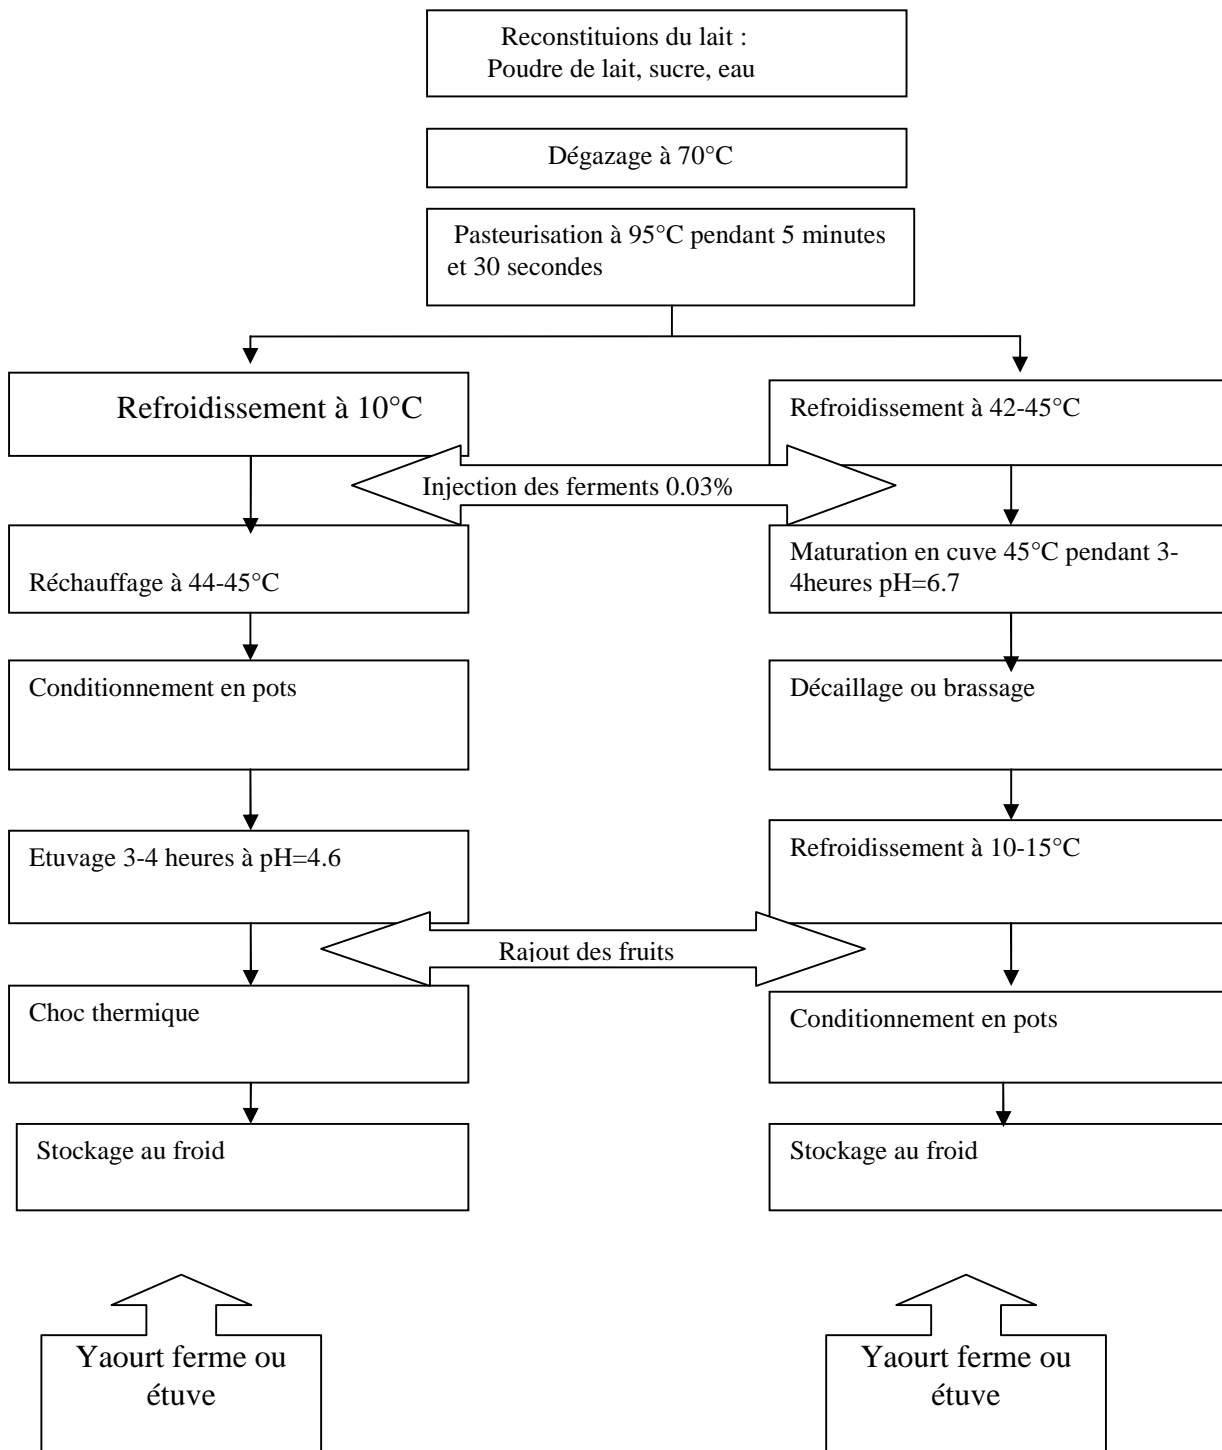 Reconstituions du lait :
Poudre de lait, sucre, eau
Dégazage à 70°C
Pasteurisation à 95°C pendant 5 minutes
et 30 secondes
Refroidissement à 10°C
Refroidissement à 42-45°C
Injection des ferments 0.03%
Réchauffage à 44-45°C
Maturation en cuve 45°C pendant 3-
4heures pH=6.7
Conditionnement en pots
Décaillage ou brassage
Etuvage 3-4 heures à pH=4.6
Refroidissement à 10-15°C
Rajout des fruits
Choc thermique
Conditionnement en pots
Stockage au froid
Stockage au froid
Yaourt ferme ou
étuve
Yaourt ferme ou
étuve